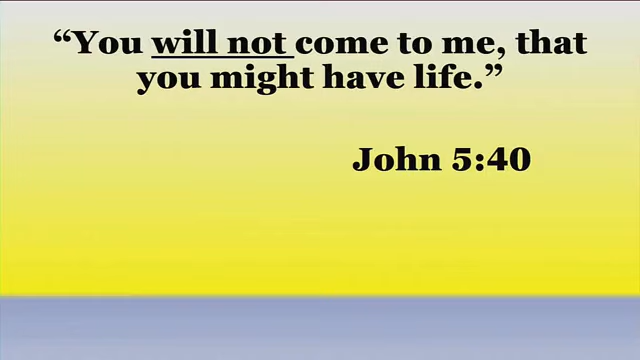 “You will not come to me, that
you might have life.”
John 5:40